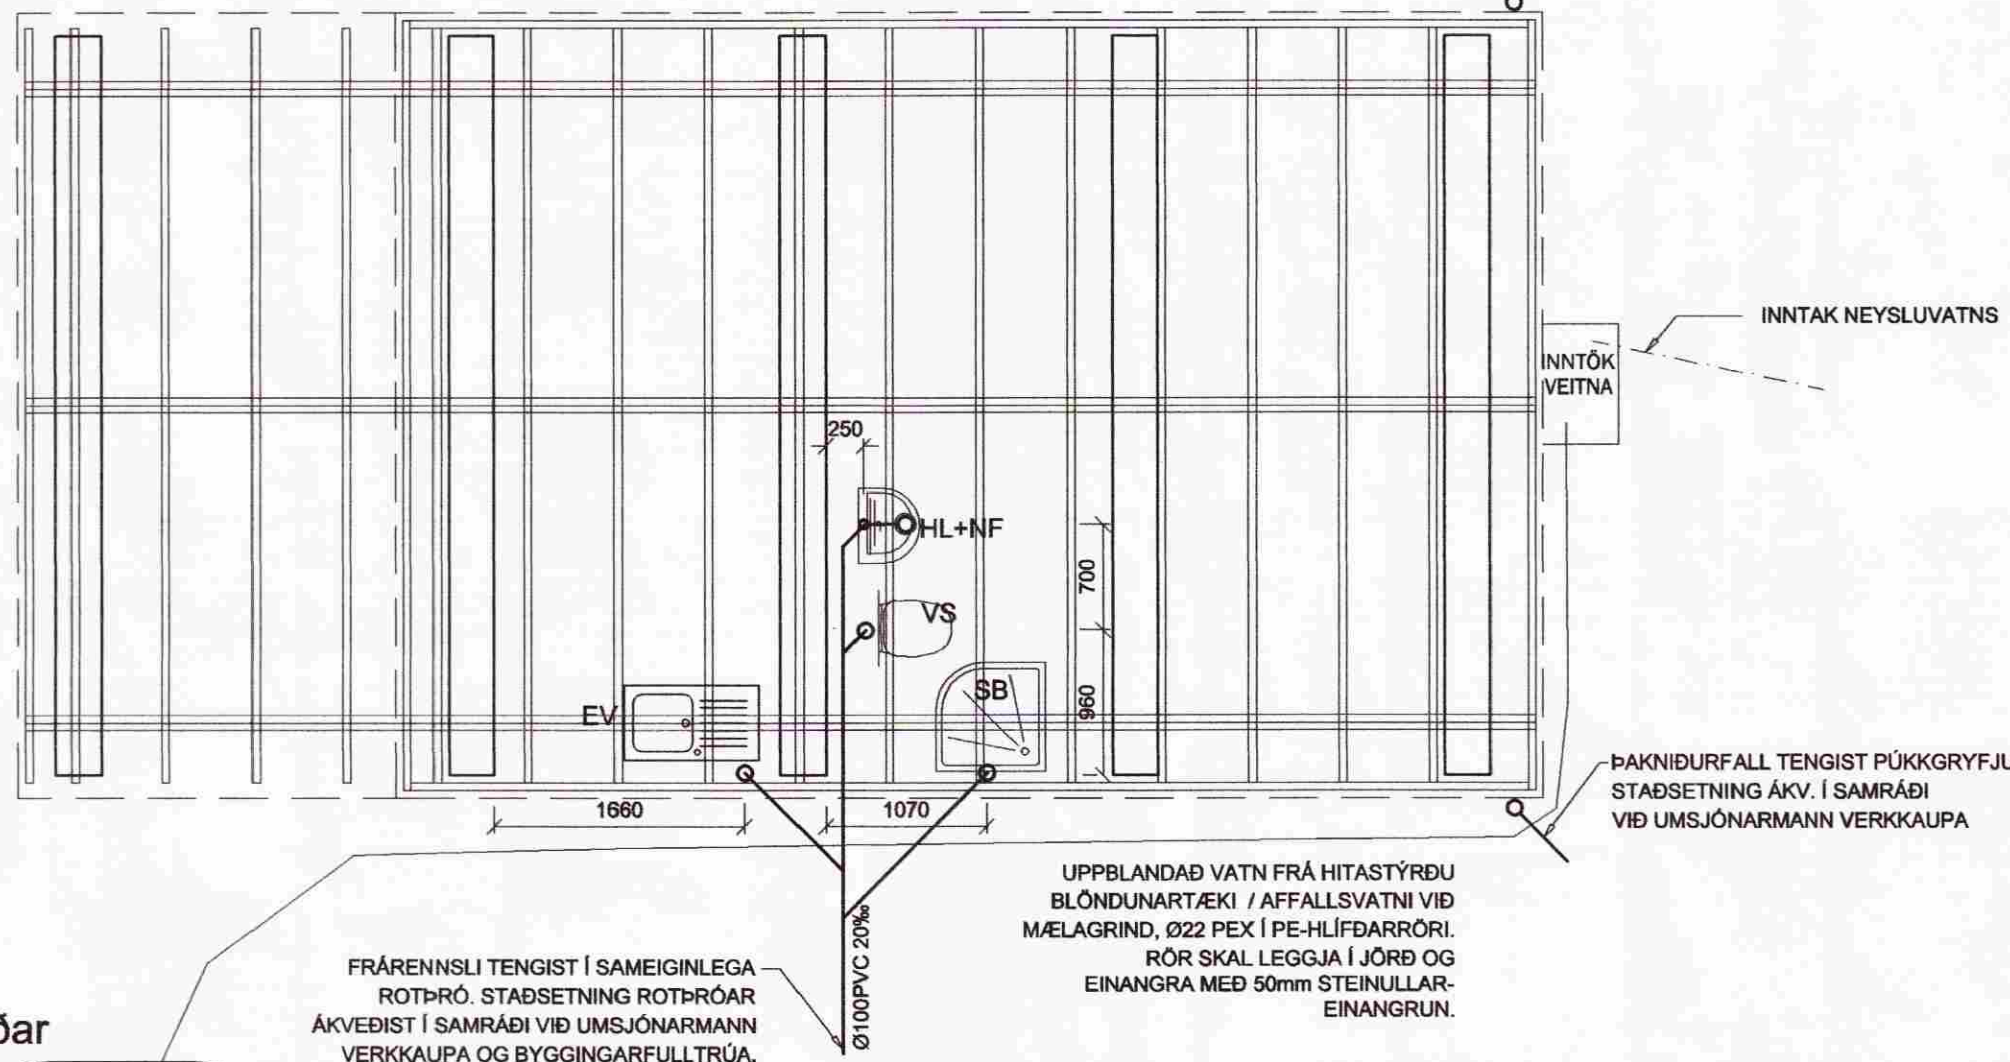 INNTAK NEYSLUVATNS
INNTÖK
VEITNA
250
HL+NF
700
VS
960
SB
EV
1660
1070
ÞAKNIÐURFALL TENGIST PÚKKGRYFJU
STAÐSETNING ÁKV. Í SAMRÁÐI
VIÐ UMSJÓNARMANN VERKKAUPA
UPPBLANDAÐ VATN FRÁ HITASTÝRÐU
BLÖNDUNARTÆKI / AFFALLSVATNI VIÐ
MÆLAGRIND, Ø22 PEX Í PE-HLÍFÐARRÖRI.
RÖR SKAL LEGGJA Í JÖRÐ OG
EINANGRA MEÐ 50mm STEINULLAR-
EINANGRUN.
Ø100PVC 20‰
FRÁRENNSLI TENGIST Í SAMEIGINLEGA
ROTÞRÓ. STAÐSETNING ROTÞRÓAR
ÁKVEÐIST Í SAMRÁÐI VIÐ UMSJÓNARMANN
VERKKAUPA OG BYGGINGARFULLTRÚA.
ðar